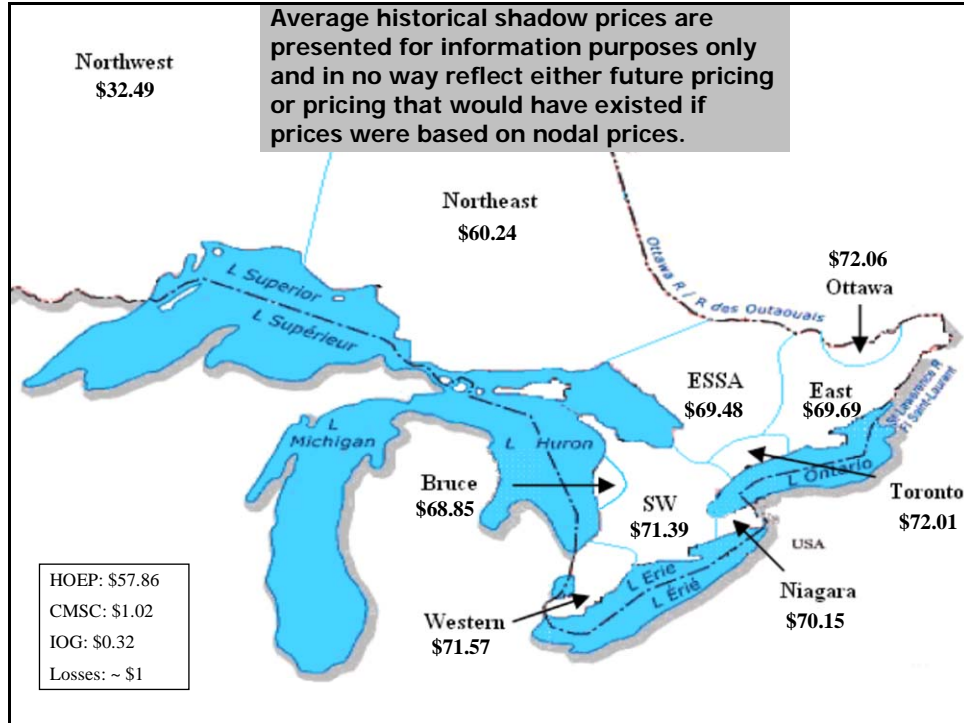 Average historical shadow prices are
presented for information purposes only
and in no way reflect either future pricing
or pricing that would have existed if
prices were based on nodal prices.
Northwest
$32.49
Northeast
$60.24
Ottawa R / R des Outaouais
$72.06
Ottawa
L Superior
L Supérieur
ESSA
$69.48
East
$69.69
St Lawrence R
Fl Saint-Laurent
L
Michigan
L Huron
Bruce
$68.85
SW
$71.39
L Ontario
Toronto
$72.01
USA
L Erie
L Érié
Niagara
$70.15
Western
$71.57
HOEP: $57.86
CMSC: $1.02
IOG: $0.32
Losses: ~ $1